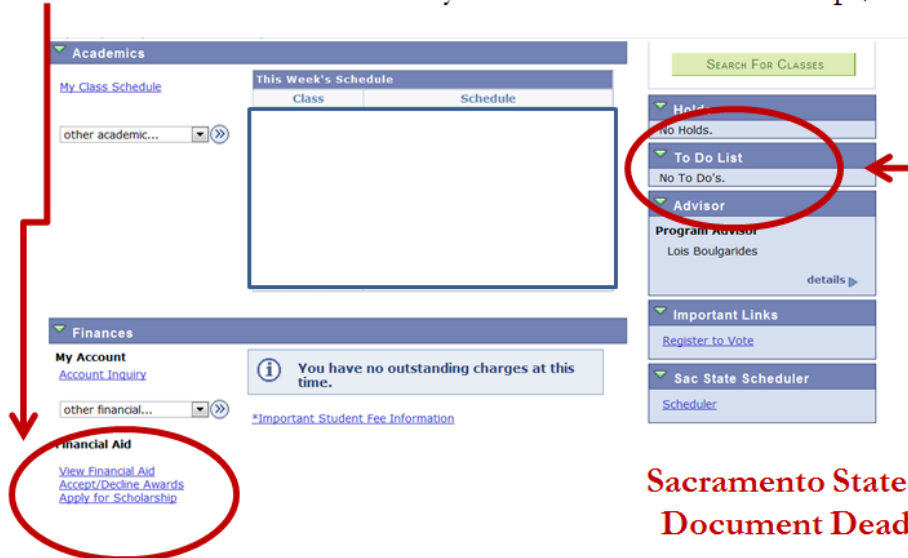 Academics
My Class Schedule
other academic...
This Week's Schedule
Class Schedule
Finances
My Account
Account Inquiry
other financial...
You have no outstanding charges at this
time.
*Important Student Fee Information
Financial Aid
View Financial Aid
Accept/Decline Awards
Apply for Scholarship
SEARCH FOR CLASSES
No Holds.
To Do List
No To Do's.
Advisor
Program Advisor
Lois Boulgarides
details
Important Links
Register to Vote
Sac State Scheduler
Scheduler
Sacramento State
Document Dead